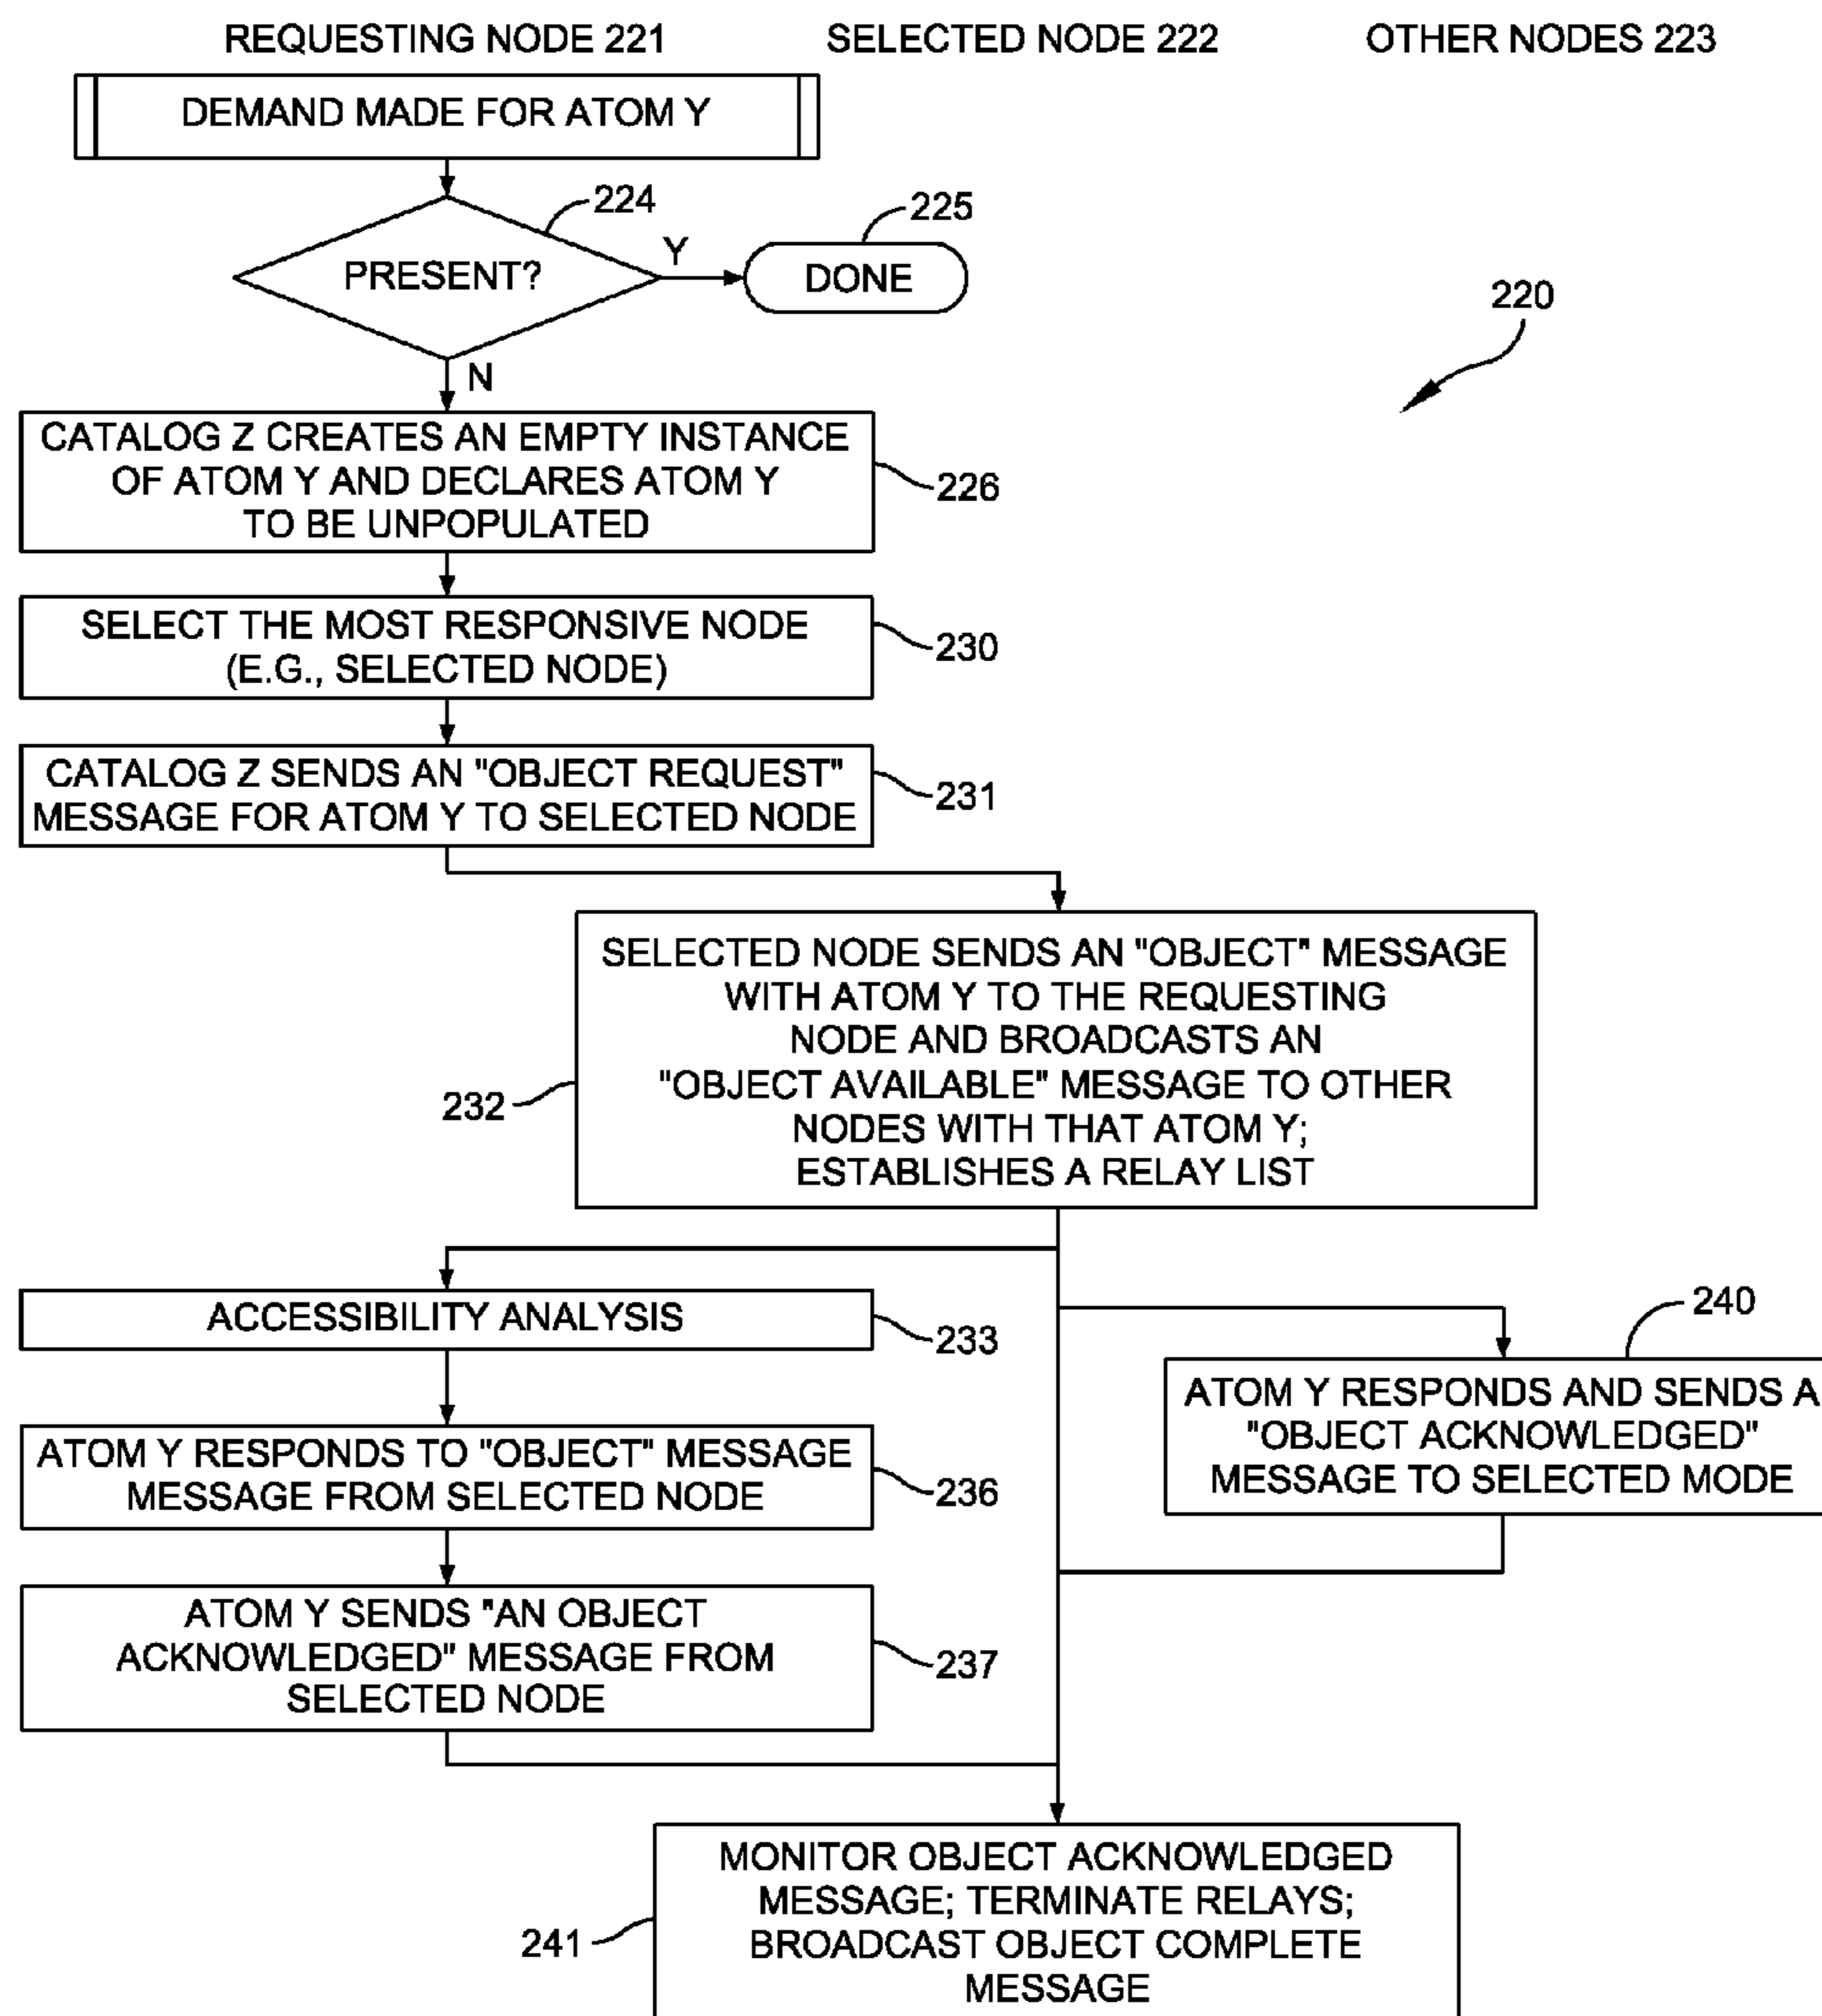 REQUESTING NODE 221
SELECTED NODE 222
OTHER NODES 223
DEMAND MADE FOR ATOM Y
224
PRESENT?
Y
225
DONE
220
N
CATALOG Z CREATES AN EMPTY INSTANCE
OF ATOM Y AND DECLARES ATOM Y
TO BE UNPOPULATED
226
SELECT THE MOST RESPONSIVE NODE
(E.G., SELECTED NODE)
230
CATALOG Z SENDS AN "OBJECT REQUEST"
MESSAGE FOR ATOM Y TO SELECTED NODE
231
SELECTED NODE SENDS AN "OBJECT" MESSAGE
WITH ATOM Y TO THE REQUESTING
NODE AND BROADCASTS AN
"OBJECT AVAILABLE" MESSAGE TO OTHER
NODES WITH THAT ATOM Y;
ESTABLISHES A RELAY LIST
232
ACCESSIBILITY ANALYSIS
233
240
ATOM Y RESPONDS AND SENDS A
"OBJECT ACKNOWLEDGED"
MESSAGE TO SELECTED MODE
ATOM Y RESPONDS TO "OBJECT" MESSAGE
MESSAGE FROM SELECTED NODE
236
ATOM Y SENDS "AN OBJECT
ACKNOWLEDGED" MESSAGE FROM
SELECTED NODE
237
MONITOR OBJECT ACKNOWLEDGED
MESSAGE; TERMINATE RELAYS;
BROADCAST OBJECT COMPLETE
MESSAGE
241